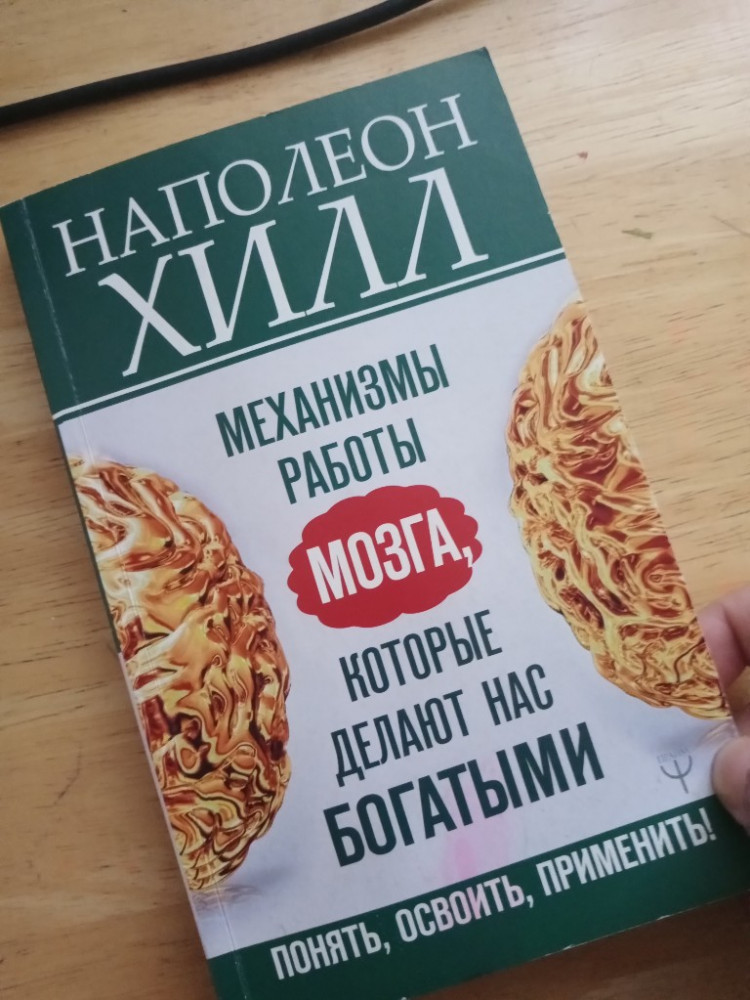 НАПОЛЕОН
ХИЛЛ
МЕХАНИЗМЫ
РАБОТЫ
МОЗГА,
КОТОРЫЕ
ДЕЛАЮТ НАС
БОГАТЫМИ
ПОНЯТЬ, ОСВОИТЬ, ПРИМЕНИТЬ!